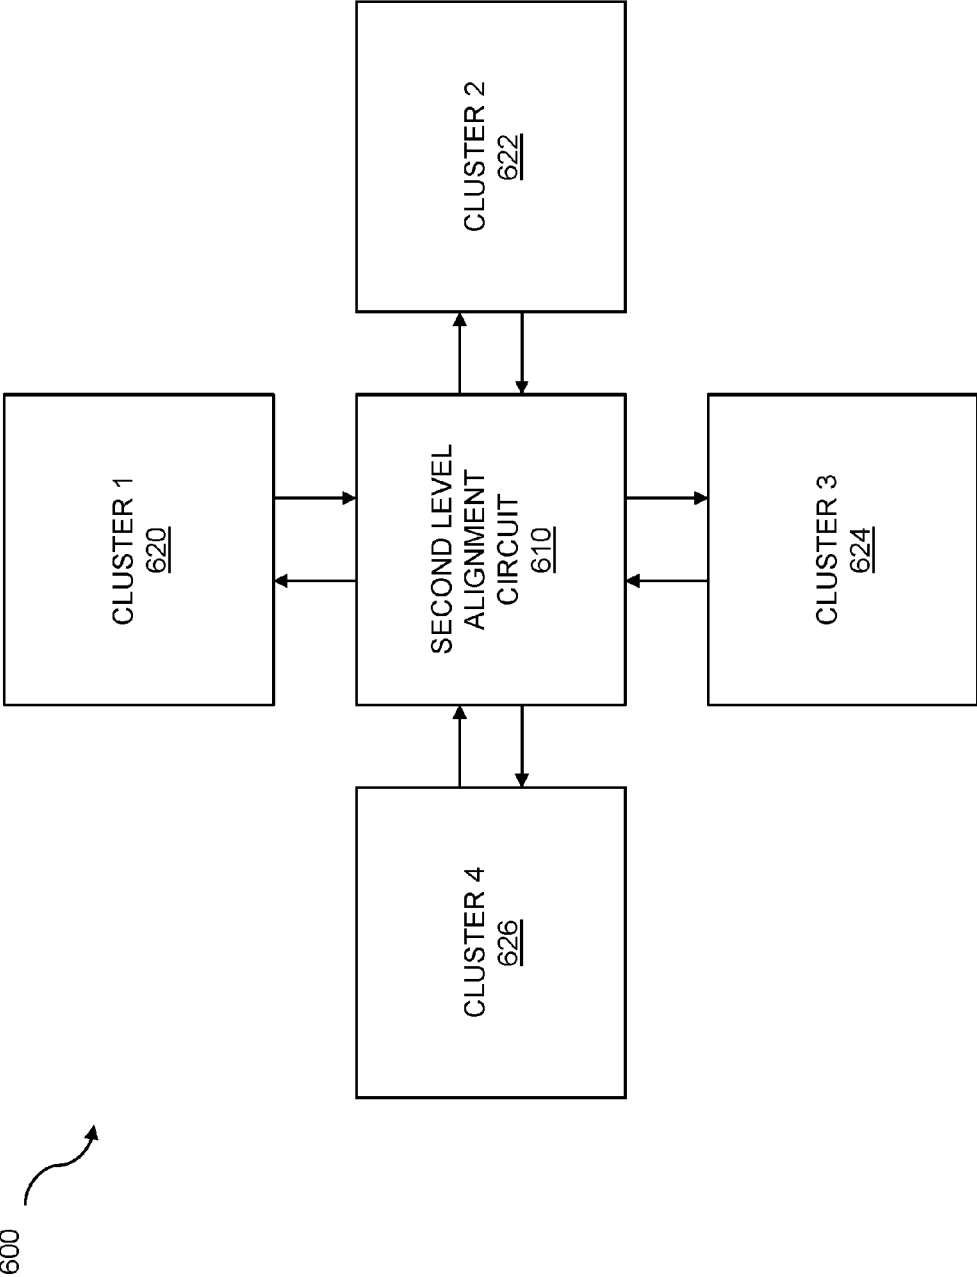 600
CLUSTER 1
620
CLUSTER 4
626
SECOND LEVEL
ALIGNMENT
CIRCUIT
610
CLUSTER 2
622
CLUSTER 3
624